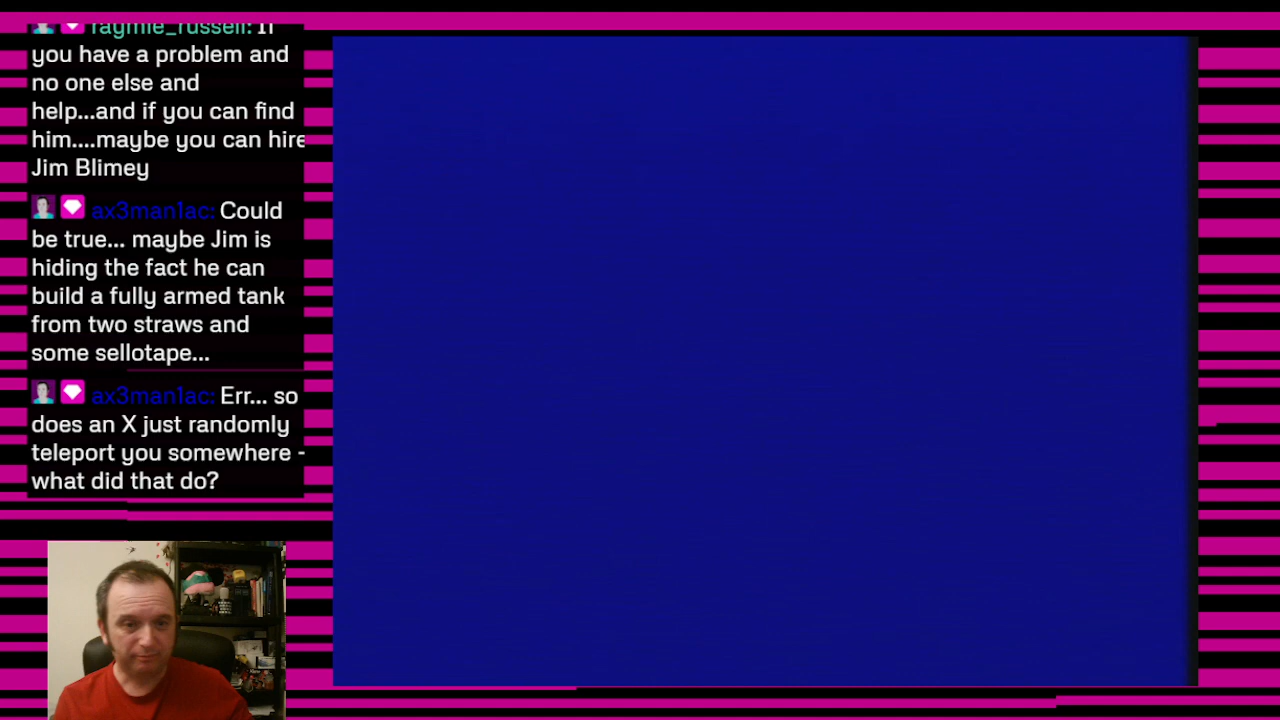 raymie_russell: If
you have a problem and
no one else and
help...and if you can find
him....maybe you can hire
Jim Blimey
ax3man1ac: Could
be true... maybe Jim is
hiding the fact he can
build a fully armed tank
from two straws and
some sellotape...
ax3man1ac: Err... so
does an X just randomly
teleport you somewhere -
what did that do?